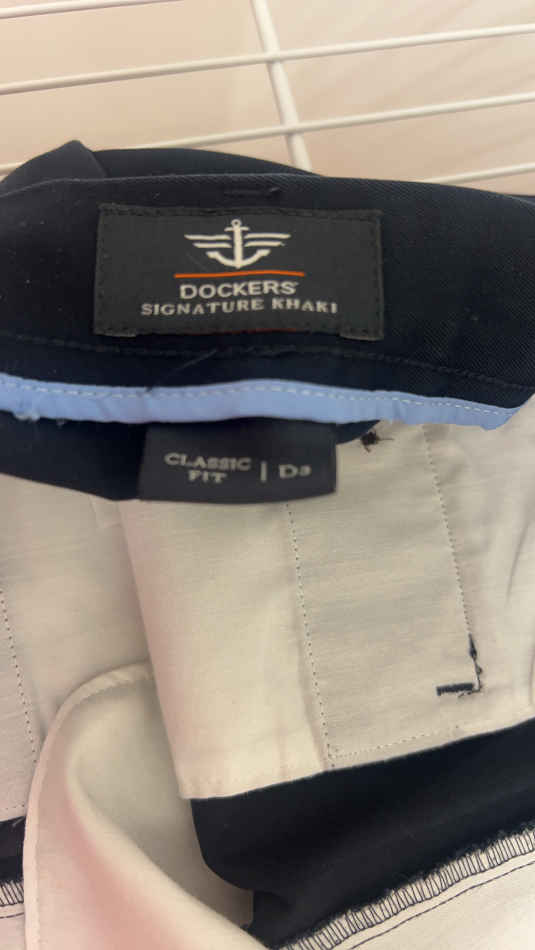 DOCKERS
SIGNATURE KHAKI
CLASSIC
FIT | D3